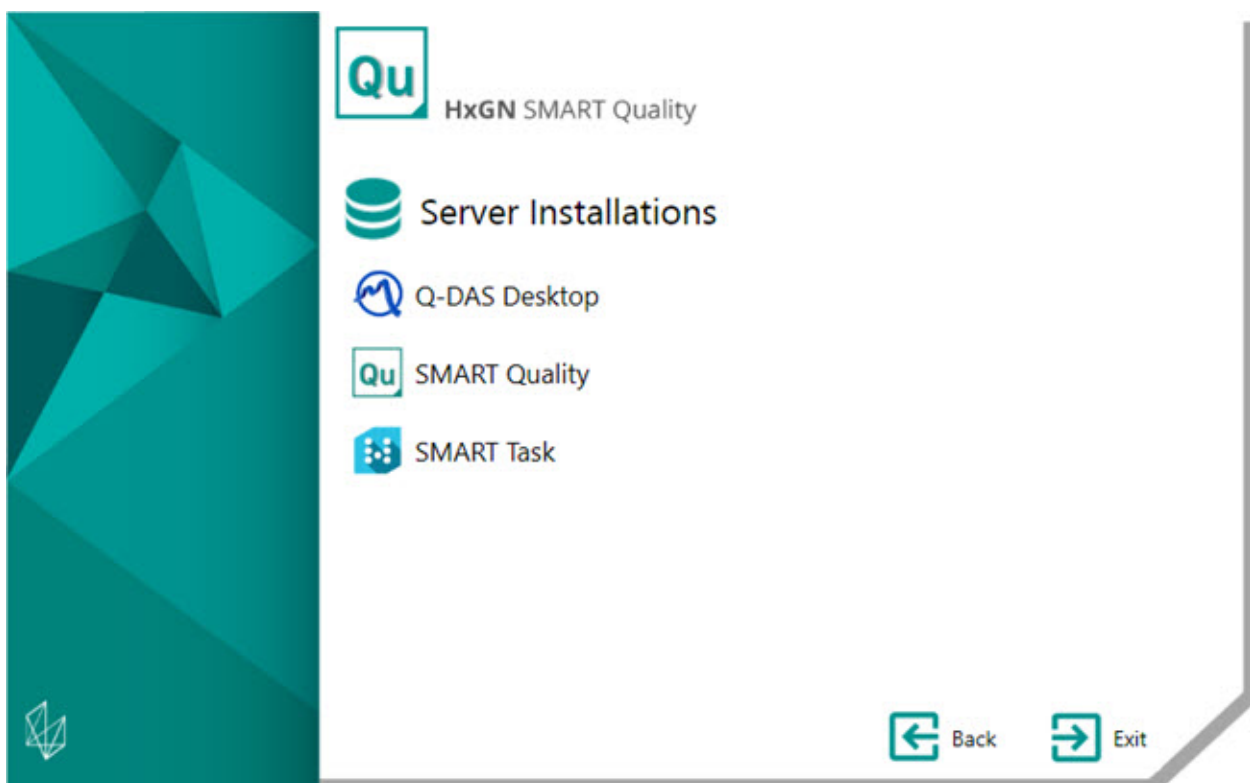 Qu
HxGN SMART Quality
Server Installations
Q-DAS Desktop
Qu SMART Quality
SMART Task
Back Exit